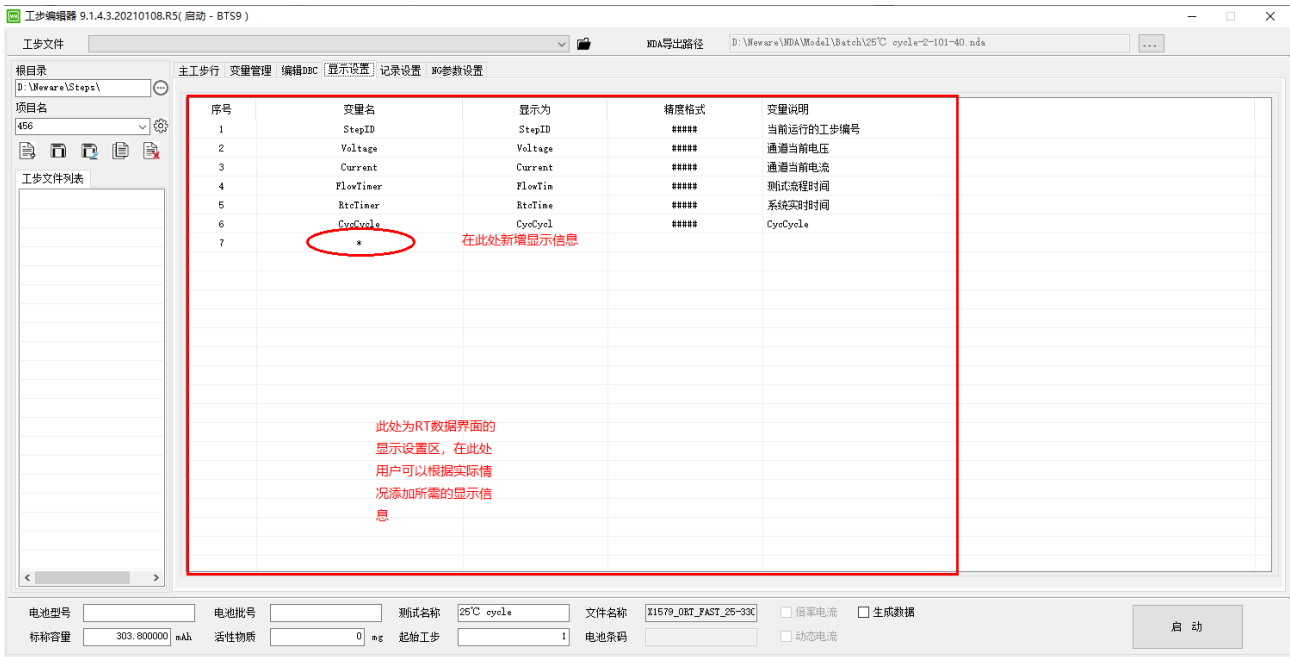 工步编辑器 9.1.4.3.20210108.R5( 启动 - BTS9 )
工步文件
NDA导出路径 D:\Neware\NDA\Model\Batch\25℃ cycle-2-101-40.nda ...
根目录
D:\Neware\Steps\
项目名
456
工步文件列表
主工步行 变量管理 编辑DBC 显示设置 记录设置 NG参数设置
序号 变量名 显示为 精度格式 变量说明
1 StepID StepID ##### 当前运行的工步编号
2 Voltage Voltage ##### 通道当前电压
3 Current Current ##### 通道当前电流
4 FlowTimer FlowTim ##### 测试流程时间
5 RtcTimer RtcTime ##### 系统实时时间
6 CycCycle CycCycl ##### CycCycle
7 * 在此处新增显示信息
此处为RT数据界面的
显示设置区，在此处
用户可以根据实际情
况添加所需的显示信
息
电池型号 电池批号 测试名称 25℃ cycle 文件名称 X1579_ORT_FAST_25-33C 倍率电流 生成数据
标称容量 303.800000 mAh 活性物质 0 mg 起始工步 1 电池条码 动态电流
启 动